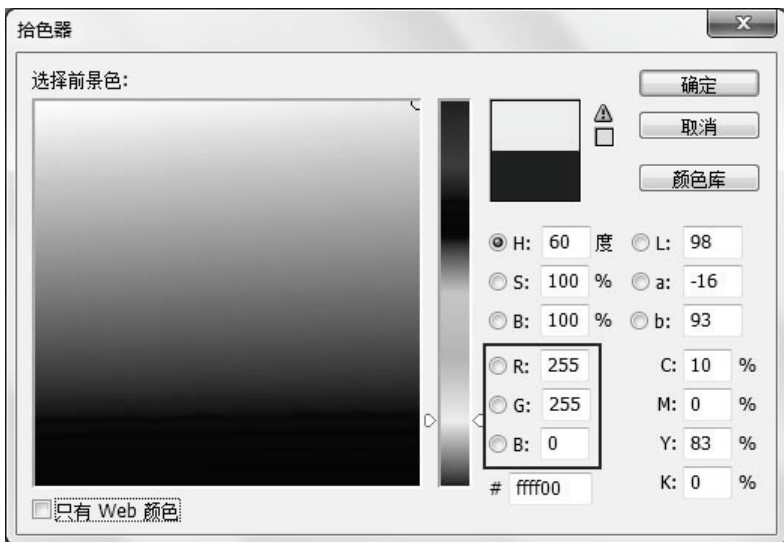 拾色器
选择前景色:
确定
取消
颜色库
H: 60 度 L: 98
S: 100 % a: -16
B: 100 % b: 93
R: 255 C: 10 %
G: 255 M: 0 %
B: 0 Y: 83 %
# ffff00 K: 0 %
只有 Web 颜色